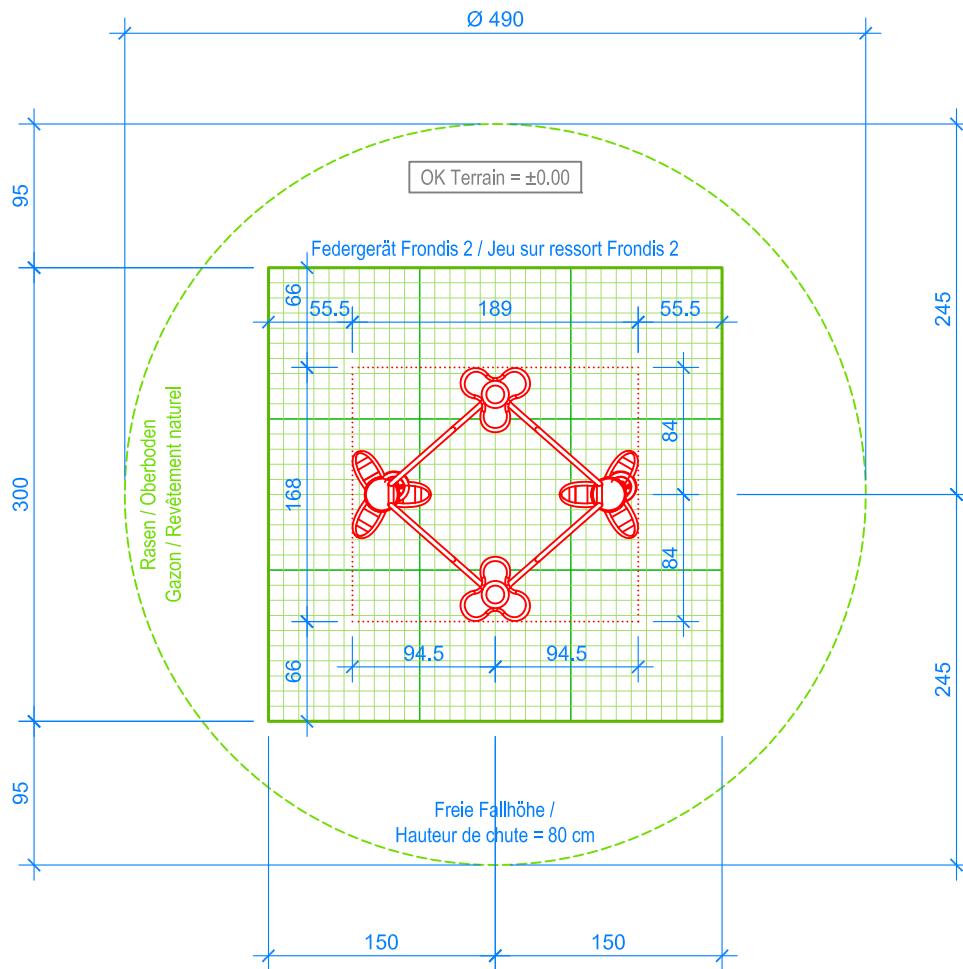 Ø 490
95
OK Terrain = ±0.00
Federgerät Frondis 2 / Jeu sur ressort Frondis 2
66
55.5
189
55.5
245
84
Rasen / Oberboden
Gazon / Revêtement naturel
300
168
84
94.5
94.5
66
245
95
Freie Fallhöhe /
Hauteur de chute = 80 cm
150
150